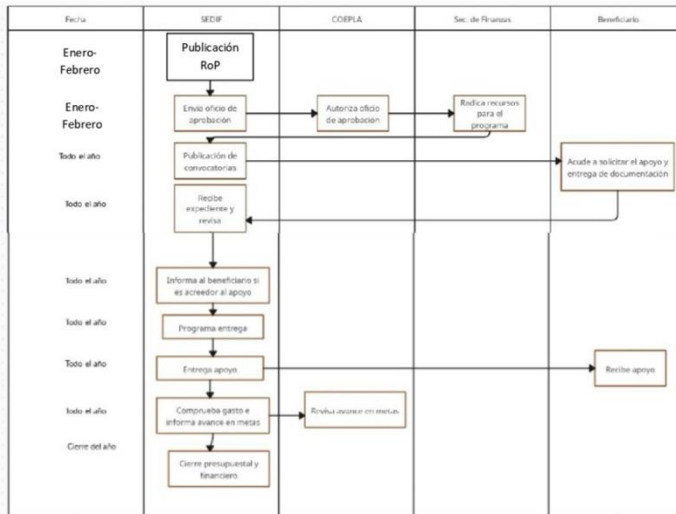 Fecha
SEDIF
COEPLA
Sec. de Finanzas
Beneficiario
Enero-
Febrero
Publicación
RoP
Enero-
Febrero
Envía oficio de
aprobación
Autoriza oficio
de aprobación
Radica recursos
para el
programa
Todo el año
Publicación de
convocatorias
Acude a solicitar el apoyo y
entrega de documentación
Todo el año
Recibe
expediente y
revisa
Todo el año
Informa al beneficiario si
es acreedor al apoyo
Todo el año
Programa entrega
Todo el año
Entrega apoyo
Recibe apoyo
Todo el año
Comprueba gasto e
informa avance en metas
Revisa avance en metas
Cierre del año
Cierre presupuestal y
financiero